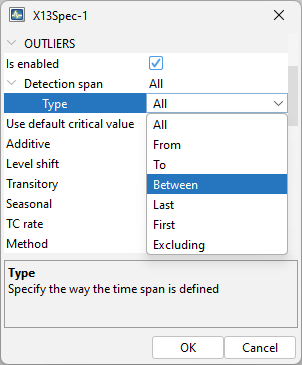 X13Spec-1
OUTLIERS
Is enabled
Detection span All
Type All
Use default critical value All
Additive From
Level shift To
Transitory Between
Seasonal Last
TC rate First
Method Excluding
Type
Specify the way the time span is defined
OK Cancel